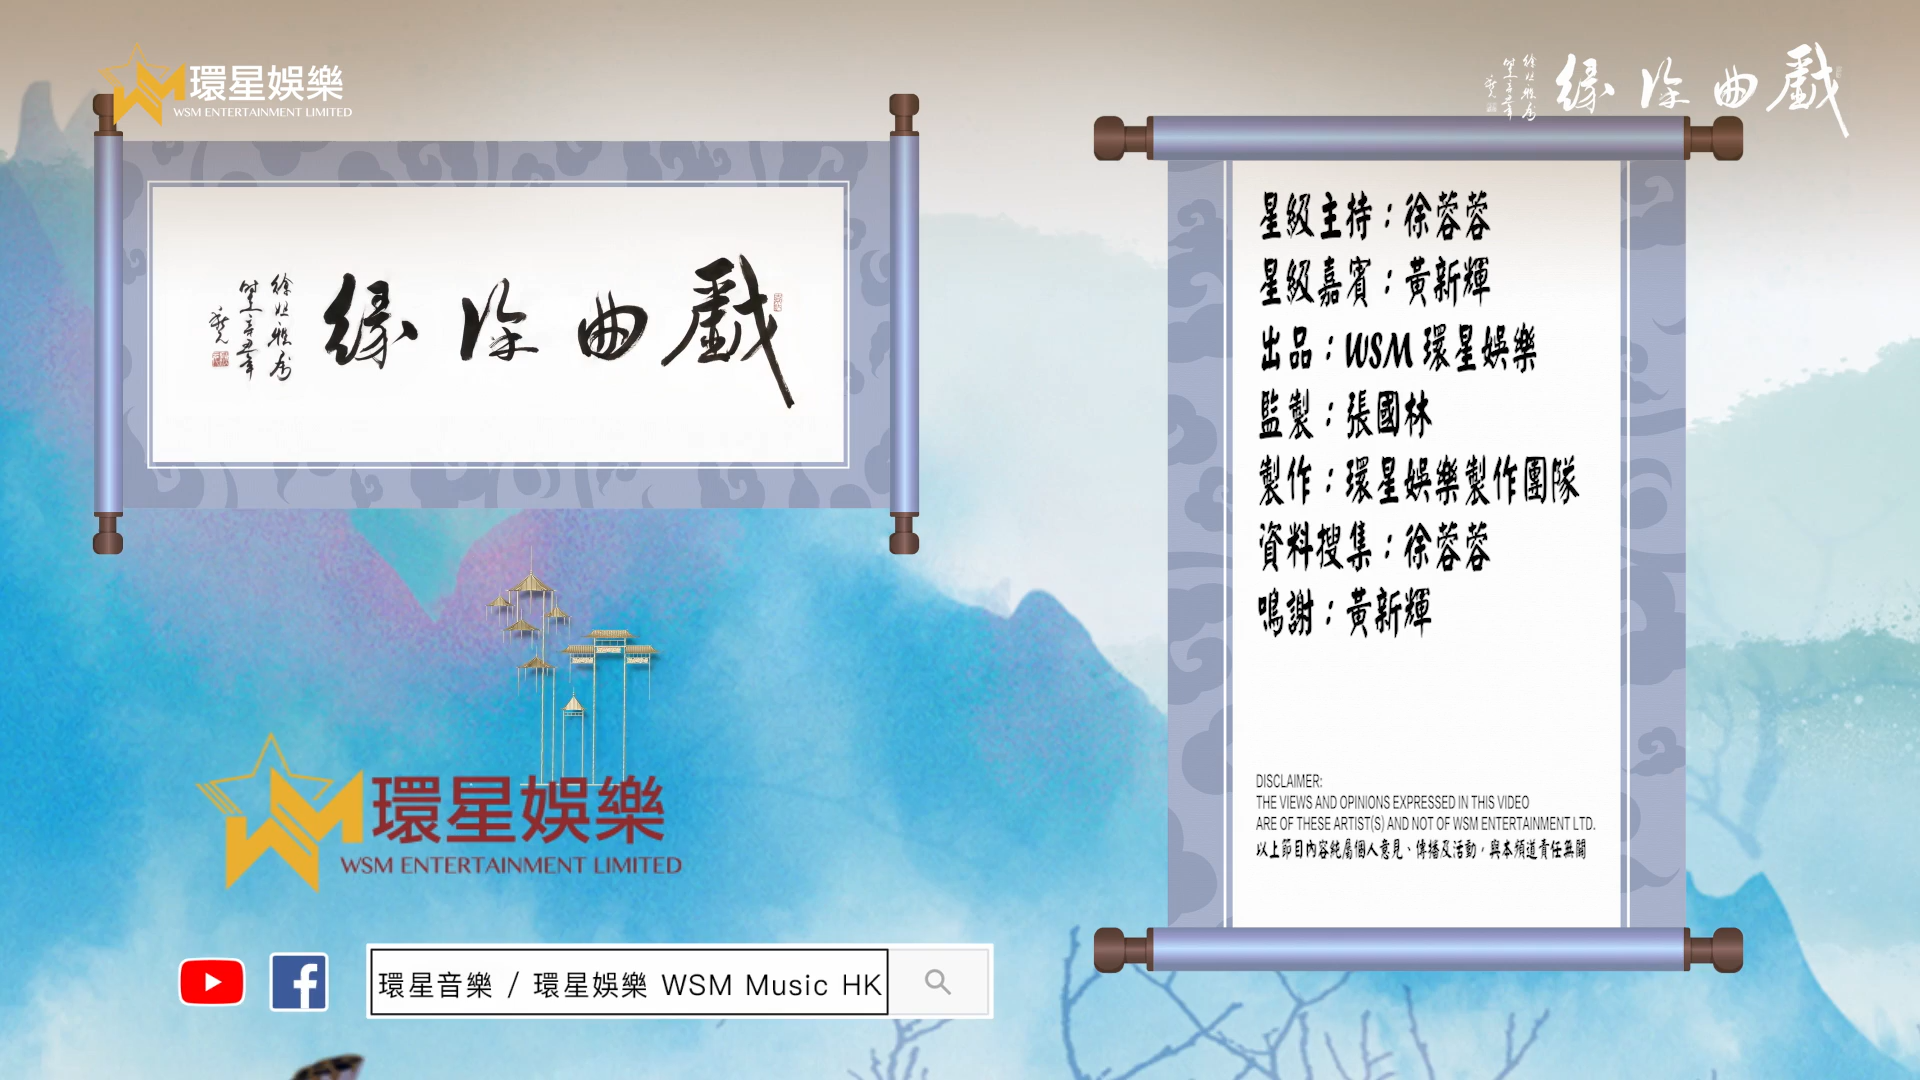 環星娛樂
WSM ENTERTAINMENT LIMITED
戲曲深緣
戲曲深緣
星級主持：徐蓉蓉
星級嘉賓：黃新輝
出品：WSM 環星娛樂
監製：張國林
製作：環星娛樂製作團隊
資料搜集：徐蓉蓉
鳴謝：黃新輝
DISCLAIMER:
THE VIEWS AND OPINIONS EXPRESSED IN THIS VIDEO
ARE OF THESE ARTIST(S) AND NOT OF WSM ENTERTAINMENT LTD.
以上節目內容純屬個人意見、傳播及活動，與本頻道責任無關
環星娛樂
WSM ENTERTAINMENT LIMITED
環星音樂 / 環星娛樂 WSM Music HK